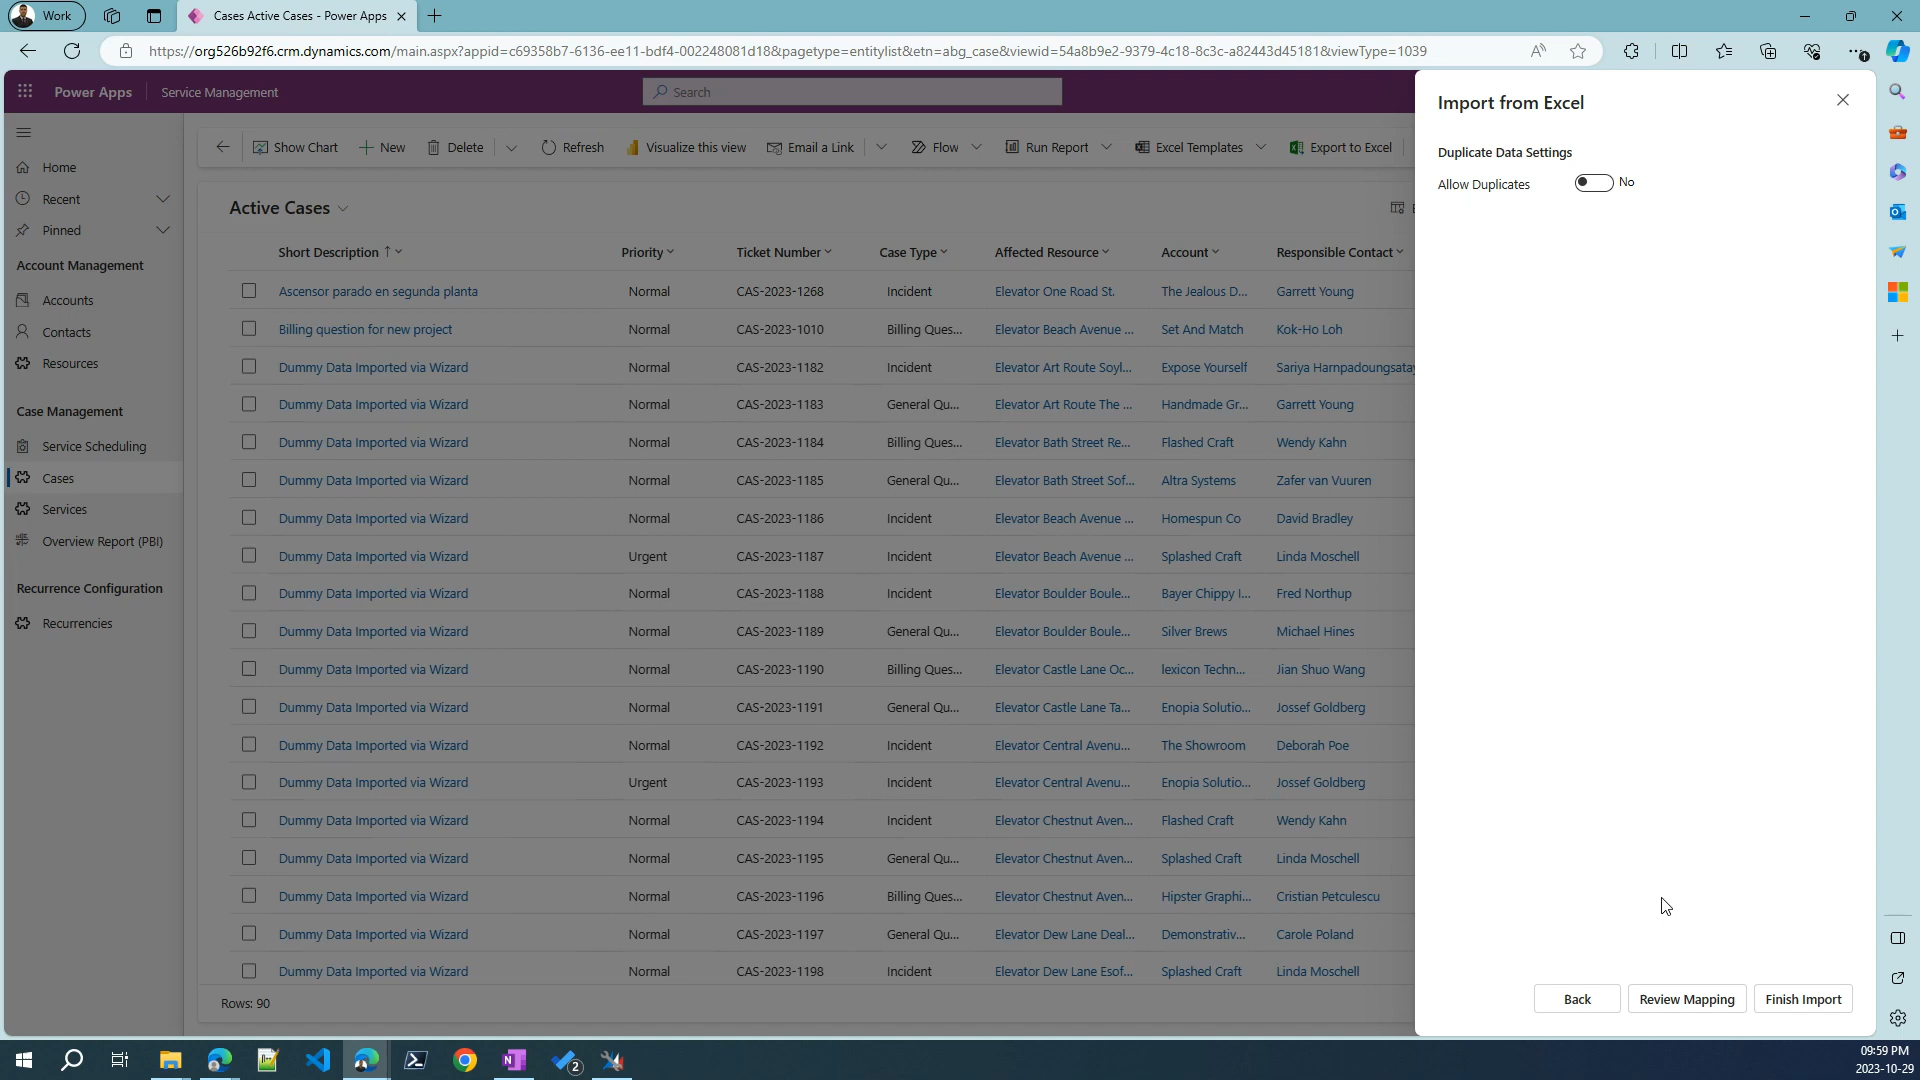 Work
Cases Active Cases - Power Apps
https://org526b92f6.crm.dynamics.com/main.aspx?appid=c69358b7-6136-ee11-bdf4-002248081d18&pagetype=entitylist&etn=abg_case&viewid=54a8b9e2-9379-4c18-8c3c-a82443d45181&viewType=1039
Power Apps Service Management
Search
Home
Recent
Pinned
Account Management
Accounts
Contacts
Resources
Case Management
Service Scheduling
Cases
Services
Overview Report (PBI)
Recurrence Configuration
Recurrencies
Show Chart New Delete Refresh Visualize this view Email a Link Flow Run Report Excel Templates Export to Excel
Active Cases
Short Description ↑ Priority Ticket Number Case Type Affected Resource Account Responsible Contact
Ascensor parado en segunda planta Normal CAS-2023-1268 Incident Elevator One Road St. The Jealous D... Garrett Young
Billing question for new project Normal CAS-2023-1010 Billing Ques... Elevator Beach Avenue ... Set And Match Kok-Ho Loh
Dummy Data Imported via Wizard Normal CAS-2023-1182 Incident Elevator Art Route Soyl... Expose Yourself Sariya Harnpadoungsatay
Dummy Data Imported via Wizard Normal CAS-2023-1183 General Qu... Elevator Art Route The ... Handmade Gr... Garrett Young
Dummy Data Imported via Wizard Normal CAS-2023-1184 Billing Ques... Elevator Bath Street Re... Flashed Craft Wendy Kahn
Dummy Data Imported via Wizard Normal CAS-2023-1185 General Qu... Elevator Bath Street Sof... Altra Systems Zafer van Vuuren
Dummy Data Imported via Wizard Normal CAS-2023-1186 Incident Elevator Beach Avenue ... Homespun Co David Bradley
Dummy Data Imported via Wizard Urgent CAS-2023-1187 Incident Elevator Beach Avenue ... Splashed Craft Linda Moschell
Dummy Data Imported via Wizard Normal CAS-2023-1188 Incident Elevator Boulder Boule... Bayer Chippy I... Fred Northup
Dummy Data Imported via Wizard Normal CAS-2023-1189 General Qu... Elevator Boulder Boule... Silver Brews Michael Hines
Dummy Data Imported via Wizard Normal CAS-2023-1190 Billing Ques... Elevator Castle Lane Oc... lexicon Techn... Jian Shuo Wang
Dummy Data Imported via Wizard Normal CAS-2023-1191 General Qu... Elevator Castle Lane Ta... Enopia Solutio... Jossef Goldberg
Dummy Data Imported via Wizard Normal CAS-2023-1192 Incident Elevator Central Avenu... The Showroom Deborah Poe
Dummy Data Imported via Wizard Urgent CAS-2023-1193 Incident Elevator Central Avenu... Enopia Solutio... Jossef Goldberg
Dummy Data Imported via Wizard Normal CAS-2023-1194 Incident Elevator Chestnut Aven... Flashed Craft Wendy Kahn
Dummy Data Imported via Wizard Normal CAS-2023-1195 General Qu... Elevator Chestnut Aven... Splashed Craft Linda Moschell
Dummy Data Imported via Wizard Normal CAS-2023-1196 Billing Ques... Elevator Chestnut Aven... Hipster Graphi... Cristian Petculescu
Dummy Data Imported via Wizard Normal CAS-2023-1197 General Qu... Elevator Dew Lane Deal... Demonstrativ... Carole Poland
Dummy Data Imported via Wizard Normal CAS-2023-1198 Incident Elevator Dew Lane Esof... Splashed Craft Linda Moschell
Rows: 90
Import from Excel
Duplicate Data Settings
Allow Duplicates No
Back Review Mapping Finish Import
2
09:59 PM
2023-10-29